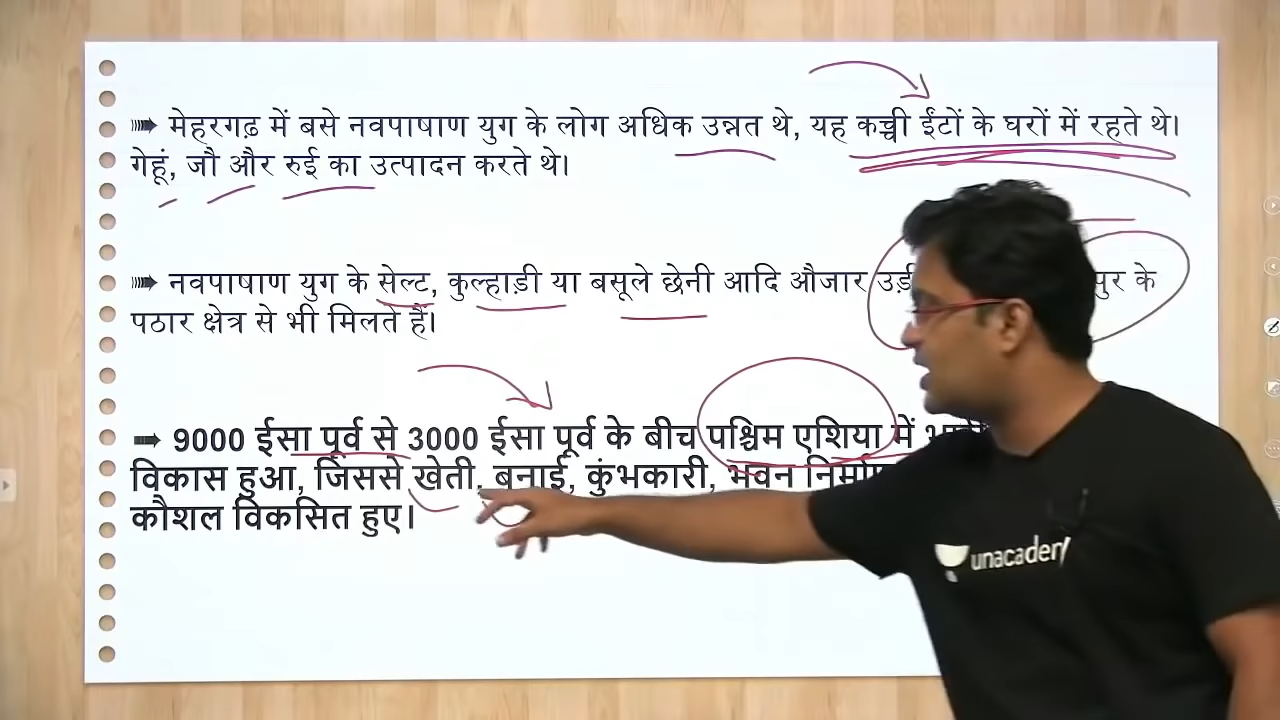 ➠ मेहरगढ़ में बसे नवपाषाण युग के लोग अधिक उन्नत थे, यह कच्ची ईंटों के घरों में रहते थे।
गेहूं, जौ और रुई का उत्पादन करते थे।
➠ नवपाषाण युग के सेल्ट, कुल्हाड़ी या बसूले छेनी आदि औजार के
पठार क्षेत्र से भी मिलते हैं।
➡ 9000 ईसा पूर्व से 3000 ईसा पूर्व के बीच पश्चिम एशिया में
विकास हुआ, जिससे खेती, बनाई, कुंभकारी, भवन निर्माण
कौशल विकसित हुए।
unacademy